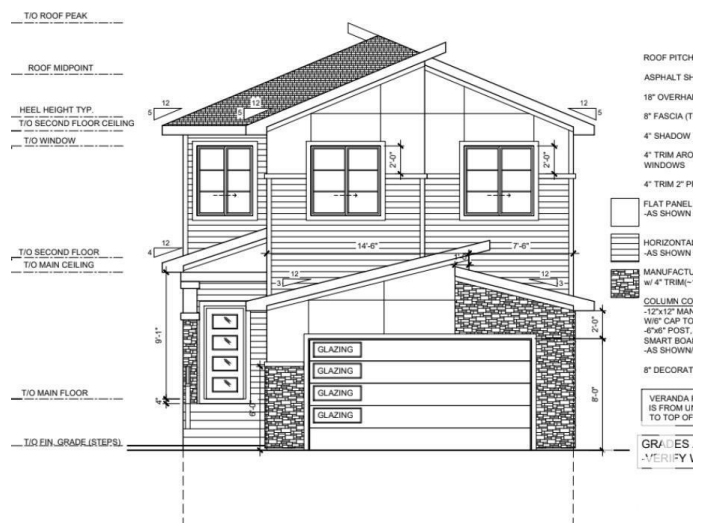 T/O ROOF PEAK
ROOF MIDPOINT
HEEL HEIGHT TYP.
T/O SECOND FLOOR CEILING
T/O WINDOW
T/O SECOND FLOOR
T/O MAIN CEILING
T/O MAIN FLOOR
T/O FIN. GRADE (STEPS)
12
5
12
5
12
5
2'-0"
2'-0"
12
4
14'-6"
7'-6"
1'-0"
12
3
12
3
9'-1"
4"
6'-0"
2'-0"
8'-0"
GLAZING
GLAZING
GLAZING
GLAZING
ROOF PITCH
ASPHALT SH
18" OVERHA
8" FASCIA (T
4" SHADOW
4" TRIM ARO
WINDOWS
4" TRIM 2" P
FLAT PANEL
-AS SHOWN
HORIZONTA
-AS SHOWN
MANUFACTU
w/ 4" TRIM(~
COLUMN CO
-12"x12" MAN
W/6" CAP TO
-6"x6" POST,
SMART BOA
-AS SHOWN/
8" DECORAT
VERANDA
IS FROM U
TO TOP OF
GRADES
-VERIFY